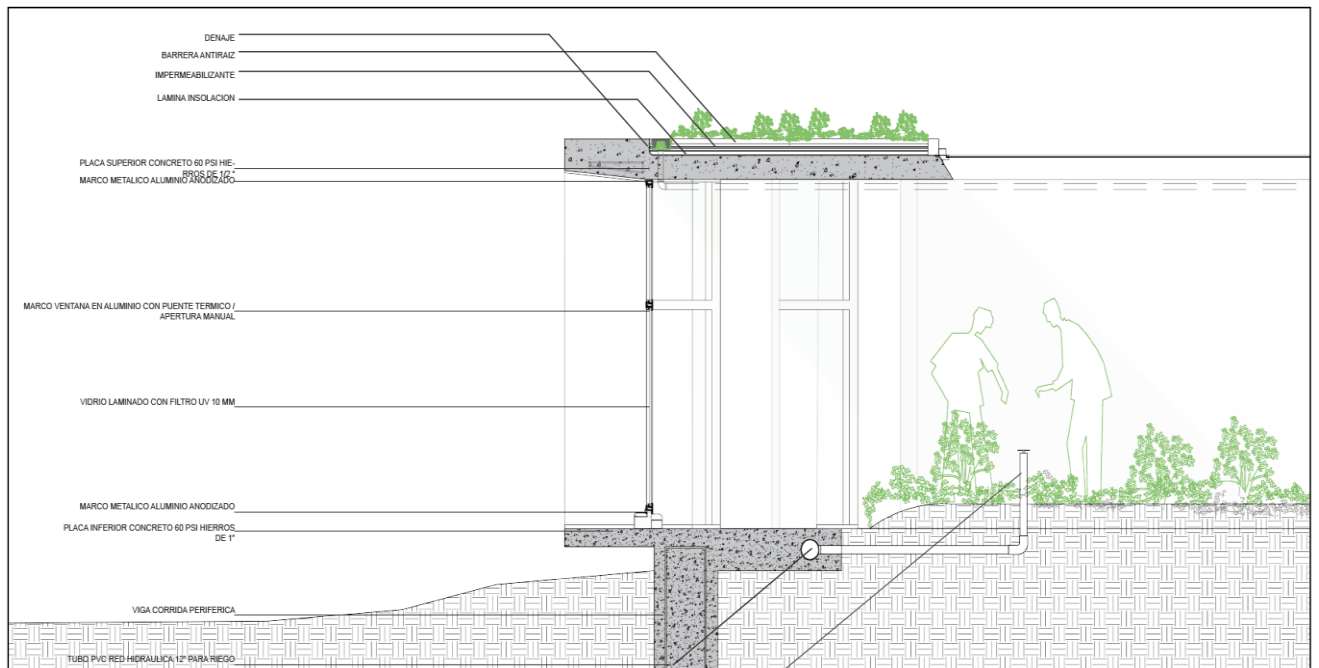 DENAJE
BARRERA ANTIRAIZ
IMPERMEABILIZANTE
LAMINA INSOLACION
PLACA SUPERIOR CONCRETO 60 PSI HIE-
RROS DE 1/2 "
MARCO METALICO ALUMINIO ANODIZADO
MARCO VENTANA EN ALUMINIO CON PUENTE TERMICO /
APERTURA MANUAL
VIDRIO LAMINADO CON FILTRO UV 10 MM
MARCO METALICO ALUMINIO ANODIZADO
PLACA INFERIOR CONCRETO 60 PSI HIERROS
DE 1"
VIGA CORRIDA PERIFERICA
TUBO PVC RED HIDRAULICA 12" PARA RIEGO